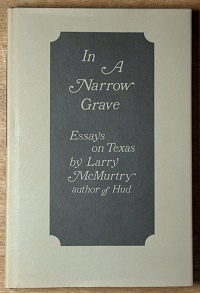 In
A
Narrow
Grave
Essays
on Texas
by Larry
McMurtry
author of Hud